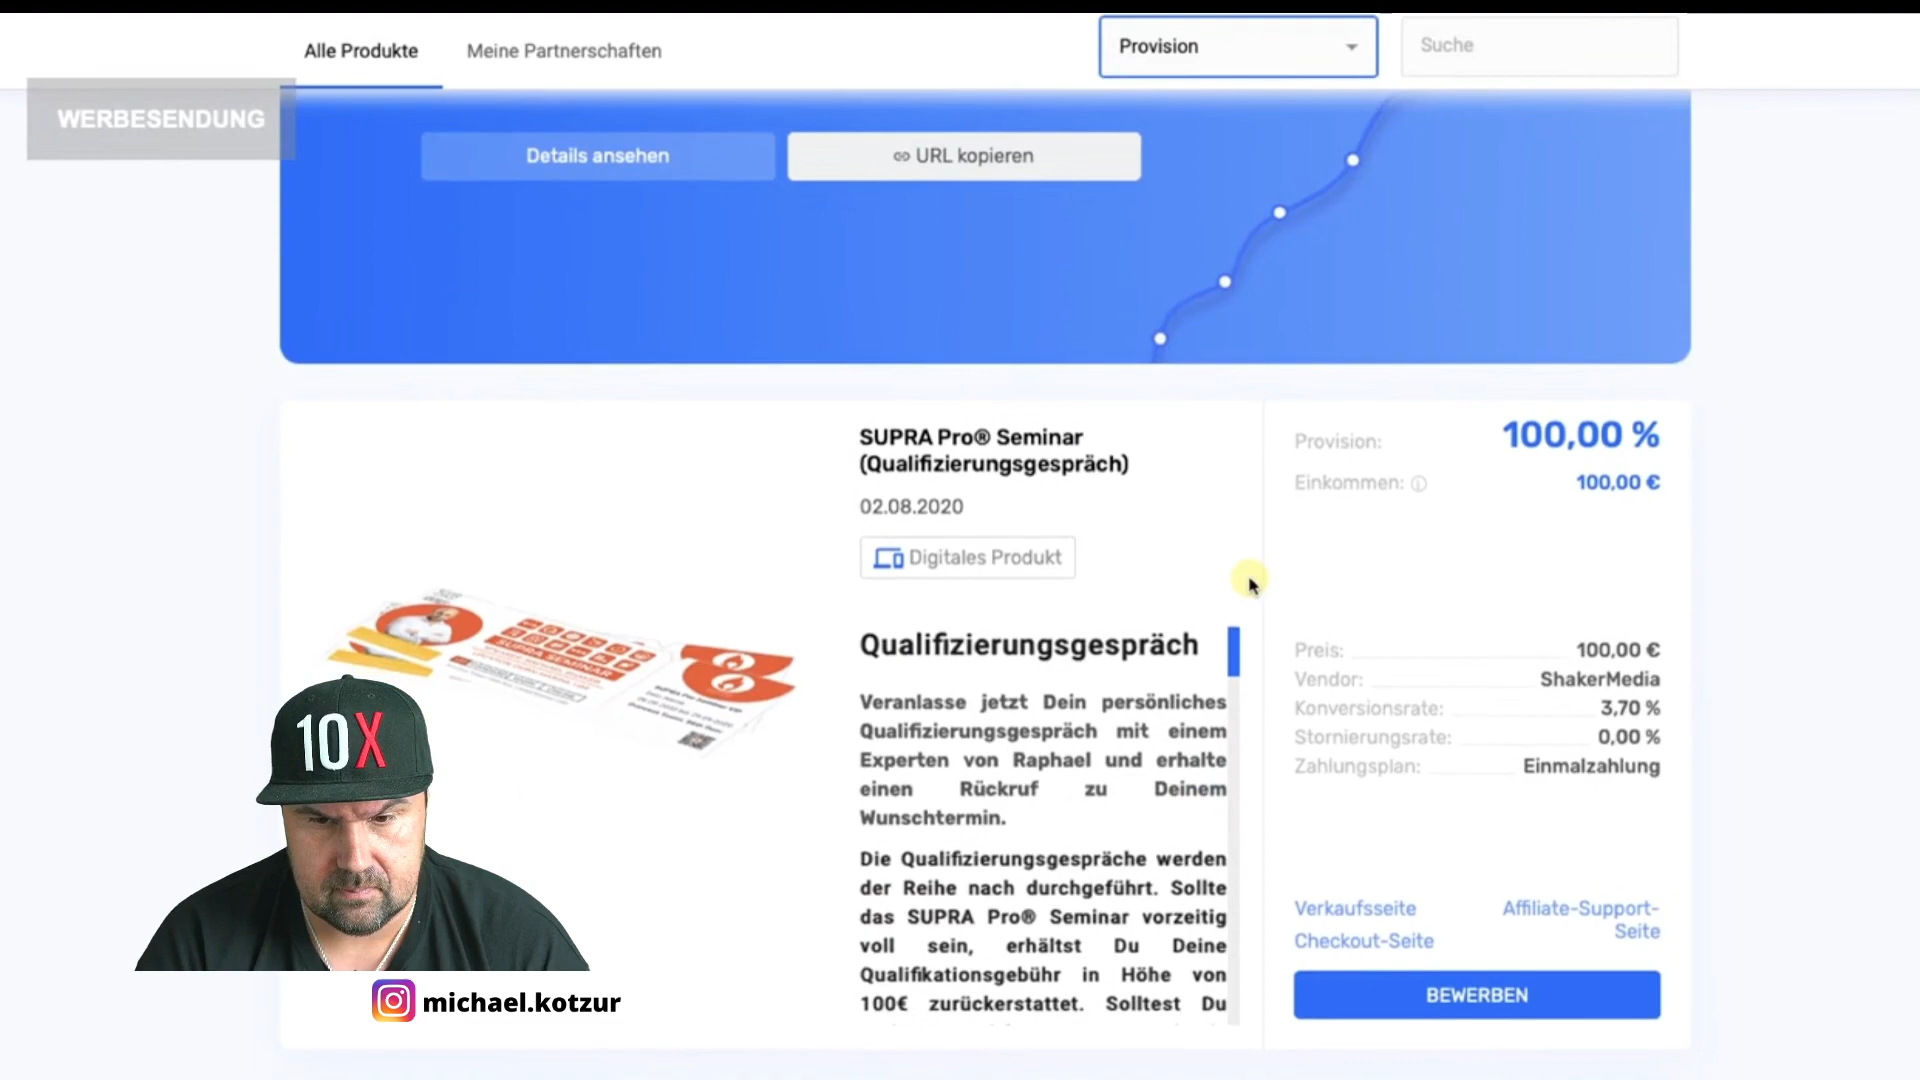 Alle Produkte
Meine Partnerschaften
Provision
Suche
WERBESENDUNG
Details ansehen
URL kopieren
SUPRA Pro® Seminar
(Qualifizierungsgespräch)
02.08.2020
Digitales Produkt
Qualifizierungsgespräch
Veranlasse jetzt Dein persönliches
Qualifizierungsgespräch mit einem
Experten von Raphael und erhalte
einen Rückruf zu Deinem
Wunschtermin.
Die Qualifizierungsgespräche werden
der Reihe nach durchgeführt. Sollte
das SUPRA Pro® Seminar vorzeitig
voll sein, erhältst Du Deine
Qualifikationsgebühr in Höhe von
100€ zurückerstattet. Solltest Du
Provision: 100,00 %
Einkommen: 100,00 €
Preis: 100,00 €
Vendor: ShakerMedia
Konversionsrate: 3,70 %
Stornierungsrate: 0,00 %
Zahlungsplan: Einmalzahlung
Verkaufsseite
Checkout-Seite
Affiliate-Support-
Seite
BEWERBEN
SUPRA SEMINAR
10X
michael.kotzur